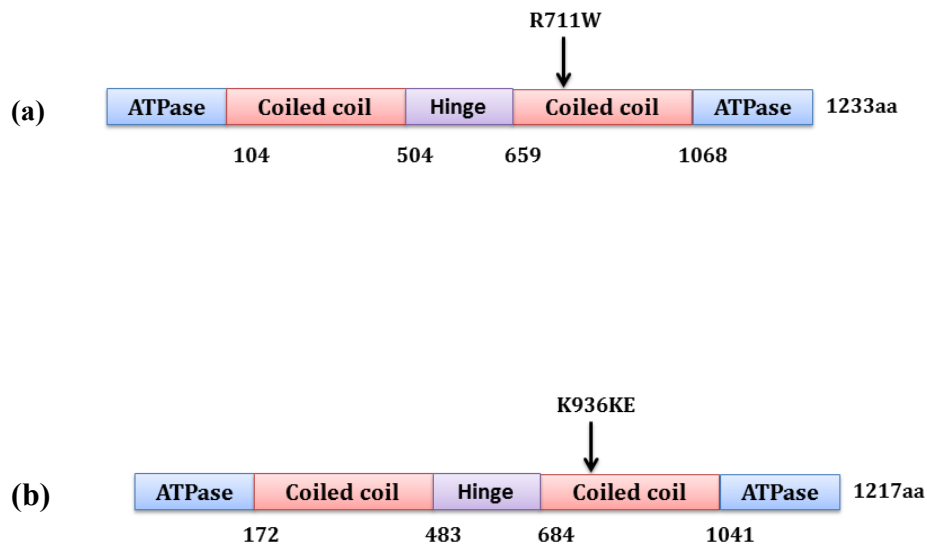 R711W
(a) ATPase Coiled coil Hinge Coiled coil ATPase 1233aa
104 504 659 1068
K936KE
(b) ATPase Coiled coil Hinge Coiled coil ATPase 1217aa
172 483 684 1041